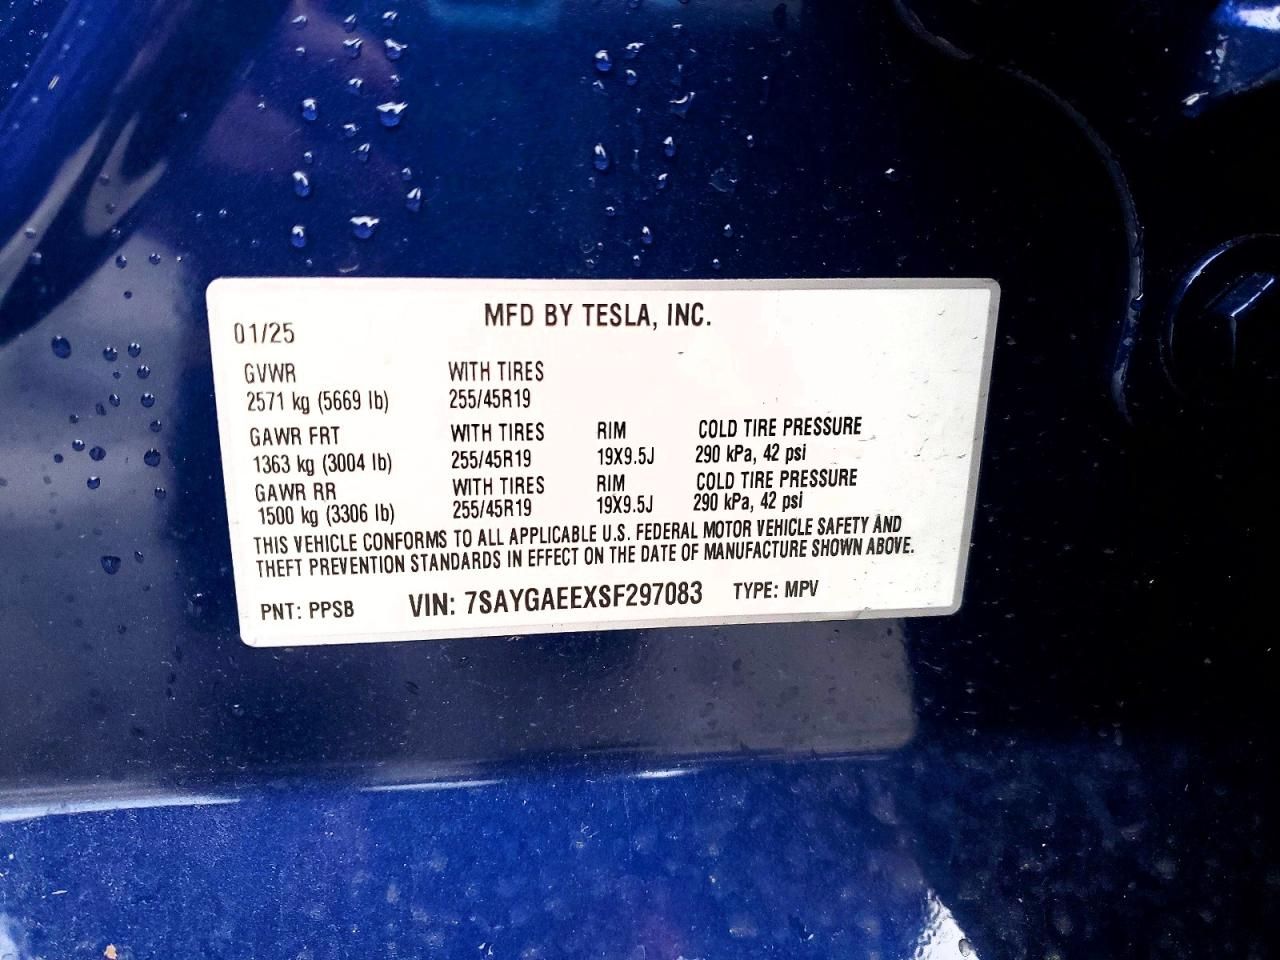 MFD BY TESLA, INC.
01/25
GVWR WITH TIRES
2571 kg (5669 lb) 255/45R19
GAWR FRT WITH TIRES RIM COLD TIRE PRESSURE
1363 kg (3004 lb) 255/45R19 19X9.5J 290 kPa, 42 psi
GAWR RR WITH TIRES RIM COLD TIRE PRESSURE
1500 kg (3306 lb) 255/45R19 19X9.5J 290 kPa, 42 psi
THIS VEHICLE CONFORMS TO ALL APPLICABLE U.S. FEDERAL MOTOR VEHICLE SAFETY AND
THEFT PREVENTION STANDARDS IN EFFECT ON THE DATE OF MANUFACTURE SHOWN ABOVE.
PNT: PPSB VIN: 7SAYGAEEXSF297083 TYPE: MPV